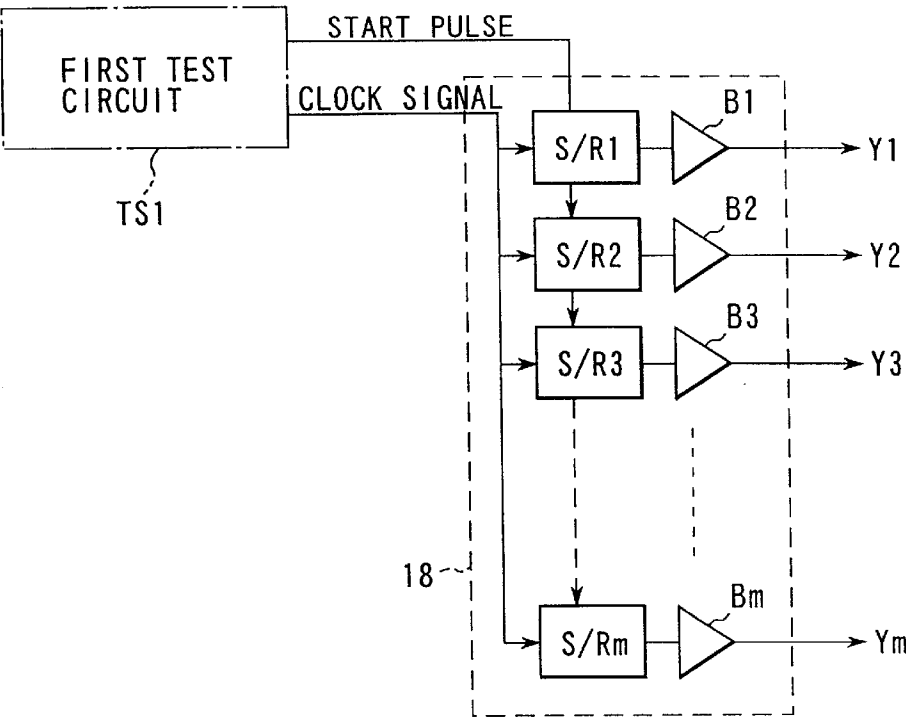 START PULSE
FIRST TEST
CIRCUIT
CLOCK SIGNAL
TS1
S/R1
B1
Y1
S/R2
B2
Y2
S/R3
B3
Y3
18
S/Rm
Bm
Ym